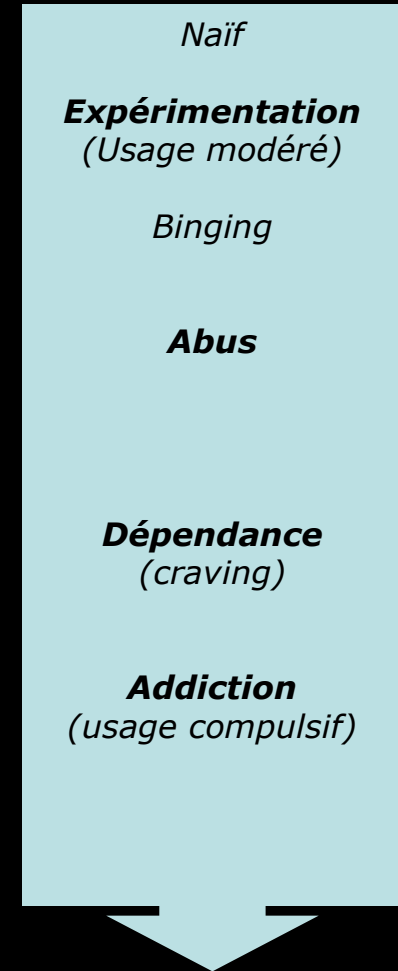 Naïf
Expérimentation
(Usage modéré)
Binging
Abus
Dépendance
(craving)
Addiction
(usage compulsif)